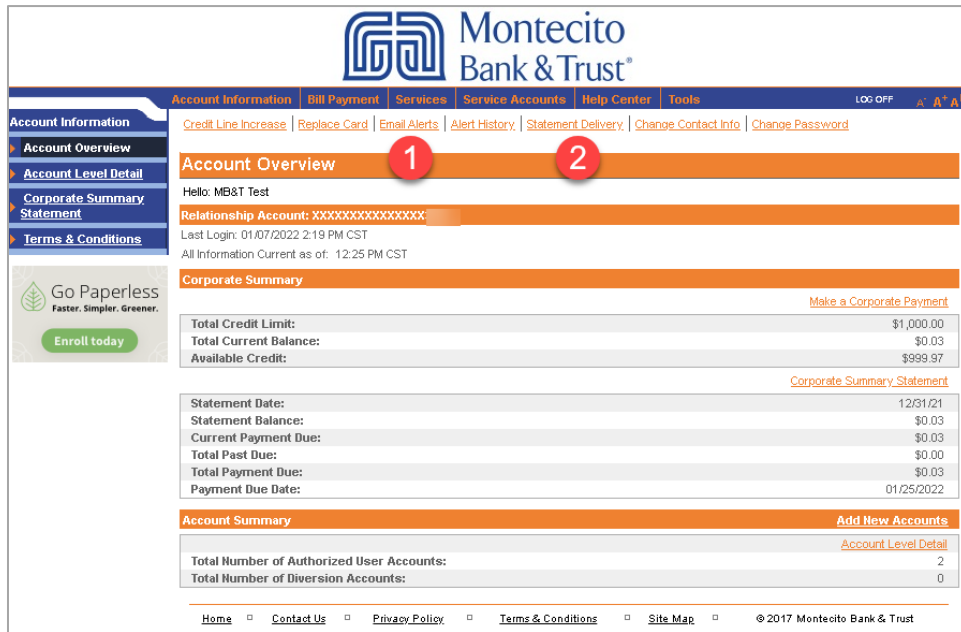 Montecito
Bank & Trust®
Account Information | Bill Payment | Services | Service Accounts | Help Center | Tools LOG OFF A- A+ A
Credit Line Increase | Replace Card | Email Alerts | Alert History | Statement Delivery | Change Contact Info | Change Password
Account Information
Account Overview
Account Level Detail
Corporate Summary
Statement
Terms & Conditions
Go Paperless
Faster. Simpler. Greener.
Enroll today
1
2
Account Overview
Hello: MB&T Test
Relationship Account: XXXXXXXXXXXXXXXX
Last Login: 01/07/2022 2:19 PM CST
All Information Current as of: 12:25 PM CST
Corporate Summary
Make a Corporate Payment
Total Credit Limit: $1,000.00
Total Current Balance: $0.03
Available Credit: $999.97
Corporate Summary Statement
Statement Date: 12/31/21
Statement Balance: $0.03
Current Payment Due: $0.03
Total Past Due: $0.00
Total Payment Due: $0.03
Payment Due Date: 01/25/2022
Account Summary Add New Accounts
Account Level Detail
Total Number of Authorized User Accounts: 2
Total Number of Diversion Accounts: 0
Home Contact Us Privacy Policy Terms & Conditions Site Map © 2017 Montecito Bank & Trust